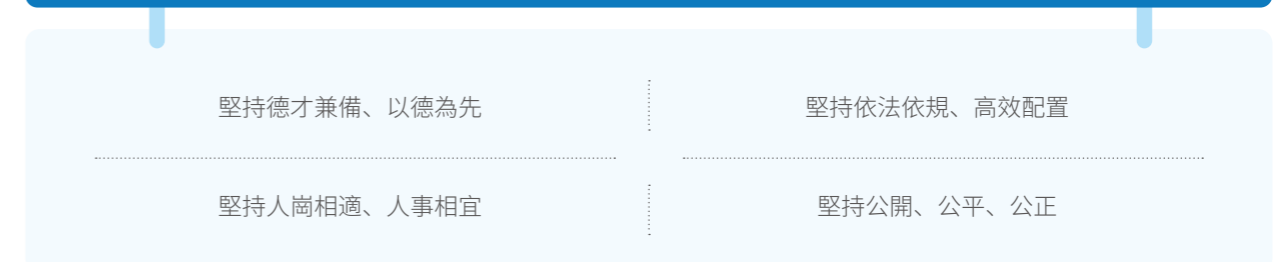 堅持德才兼備、以德為先
堅持依法依規、高效配置
堅持人崗相適、人事相宜
堅持公開、公平、公正